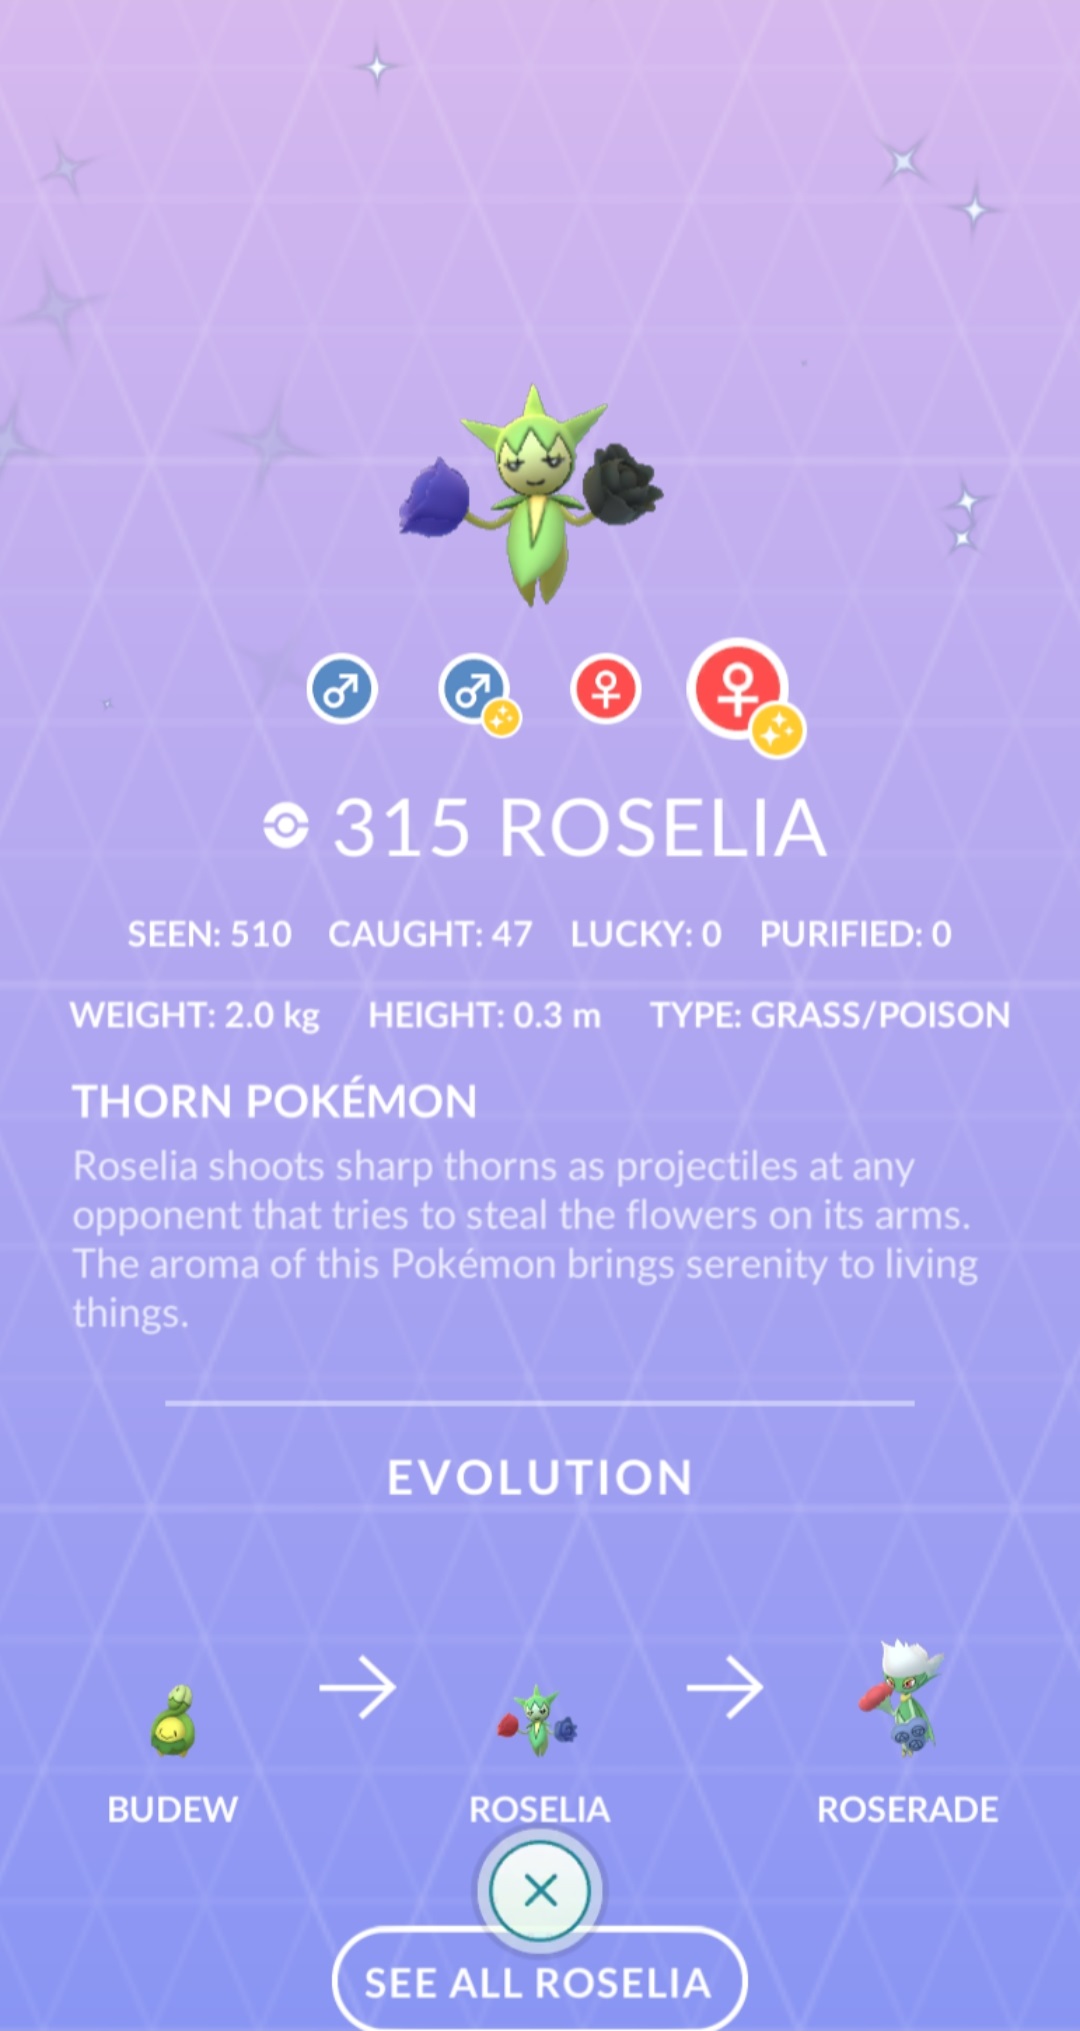 315 ROSELIA
SEEN: 510 CAUGHT: 47 LUCKY: 0 PURIFIED: 0
WEIGHT: 2.0 kg HEIGHT: 0.3 m TYPE: GRASS/POISON
THORN POKÉMON
Roselia shoots sharp thorns as projectiles at any
opponent that tries to steal the flowers on its arms.
The aroma of this Pokémon brings serenity to living
things.
EVOLUTION
BUDEW ROSELIA ROSERADE
SEE ALL ROSELIA